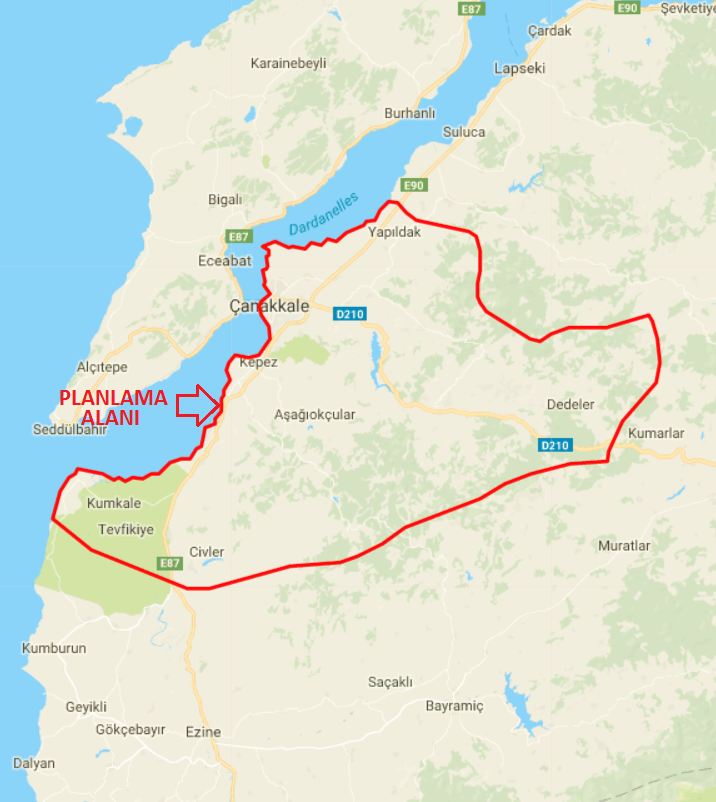 E87
E90
Şevketiye
Çardak
Karainebeyli
Lapseki
Burhanlı
Suluca
E90
Bigalı
Dardanelles
E87
Yapıldak
Eceabat
Çanakkale
D210
Kepez
Alçıtepe
PLANLAMA
ALANI
Dedeler
Aşağıokçular
Seddülbahir
Kumarlar
D210
Kumkale
Tevfikiye
Civler
Muratlar
E87
Kumburun
Saçaklı
Geyikli
Bayramiç
Gökçebayır
Ezine
Dalyan